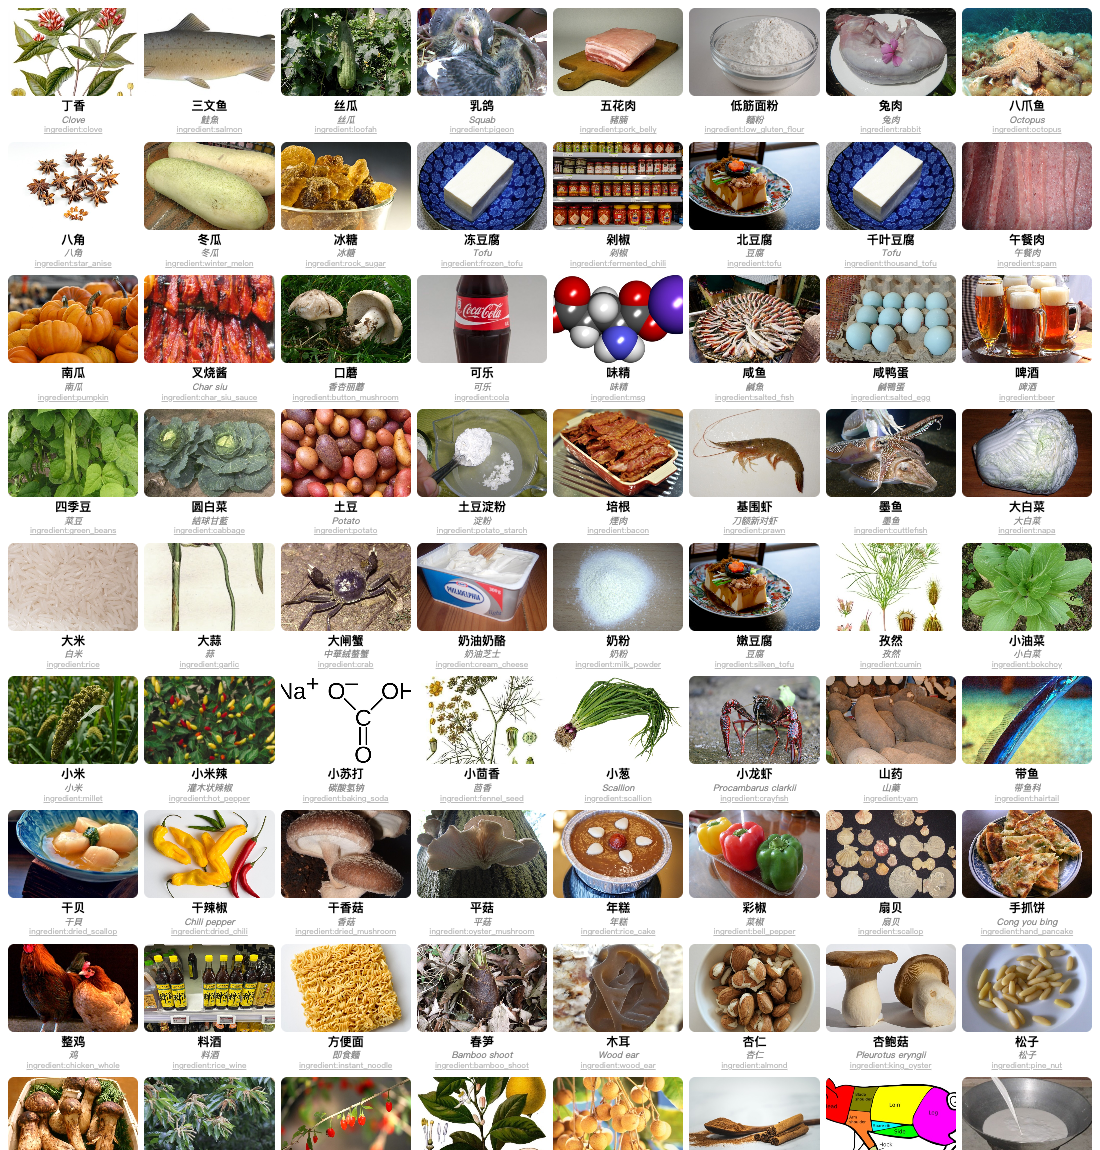 丁香 三文鱼 丝瓜 乳鸽 五花肉 低筋面粉 兔肉 八爪鱼
Clove 鲑魚 丝瓜 Squab 豬腩 麵粉 兔肉 Octopus
ingredient:clove ingredient:salmon ingredient:loofah ingredient:pigeon ingredient:pork_belly ingredient:low_gluten_flour ingredient:rabbit ingredient:octopus
八角 冬瓜 冰糖 冻豆腐 剁椒 北豆腐 千叶豆腐 午餐肉
八角 冬瓜 冰糖 Tofu 剁椒 豆腐 Tofu 午餐肉
ingredient:star_anise ingredient:winter_melon ingredient:rock_sugar ingredient:frozen_tofu ingredient:fermented_chili ingredient:tofu ingredient:thousand_tofu ingredient:spam
Coca-Cola
南瓜 叉烧酱 口蘑 可乐 味精 咸鱼 咸鸭蛋 啤酒
南瓜 Char siu 香杏丽蘑 可乐 味精 鹹魚 鹹鴨蛋 啤酒
ingredient:pumpkin ingredient:char_siu_sauce ingredient:button_mushroom ingredient:cola ingredient:msg ingredient:salted_fish ingredient:salted_egg ingredient:beer
四季豆 圆白菜 土豆 土豆淀粉 培根 基围虾 墨鱼 大白菜
菜豆 結球甘藍 Potato 淀粉 煙肉 刀额新对虾 墨鱼 大白菜
ingredient:green_beans ingredient:cabbage ingredient:potato ingredient:potato_starch ingredient:bacon ingredient:prawn ingredient:cuttlefish ingredient:napa
PHILADELPHIA
大米 大蒜 大闸蟹 奶油奶酪 奶粉 嫩豆腐 孜然 小油菜
白米 蒜 中華絨螯蟹 奶油芝士 奶粉 豆腐 孜然 小白菜
ingredient:rice ingredient:garlic ingredient:crab ingredient:cream_cheese ingredient:milk_powder ingredient:silken_tofu ingredient:cumin ingredient:bokchoy
Na+ O− OH
C
O
小米 小米辣 小苏打 小茴香 小葱 小龙虾 山药 带鱼
小米 灌木状辣椒 碳酸氢钠 茴香 Scallion Procambarus clarkii 山藥 带鱼科
ingredient:millet ingredient:hot_pepper ingredient:baking_soda ingredient:fennel_seed ingredient:scallion ingredient:crayfish ingredient:yam ingredient:hairtail
干贝 干辣椒 干香菇 平菇 年糕 彩椒 扇贝 手抓饼
干貝 Chili pepper 香菇 平菇 年糕 菜椒 扇贝 Cong you bing
ingredient:dried_scallop ingredient:dried_chili ingredient:dried_mushroom ingredient:oyster_mushroom ingredient:rice_cake ingredient:bell_pepper ingredient:scallop ingredient:hand_pancake
整鸡 料酒 方便面 春笋 木耳 杏仁 杏鲍菇 松子
鸡 料酒 即食麵 Bamboo shoot Wood ear 杏仁 Pleurotus eryngii 松子
ingredient:chicken_whole ingredient:rice_wine ingredient:instant_noodle ingredient:bamboo_shoot ingredient:wood_ear ingredient:almond ingredient:king_oyster ingredient:pine_nut
Loin
Leg
Side
Hock